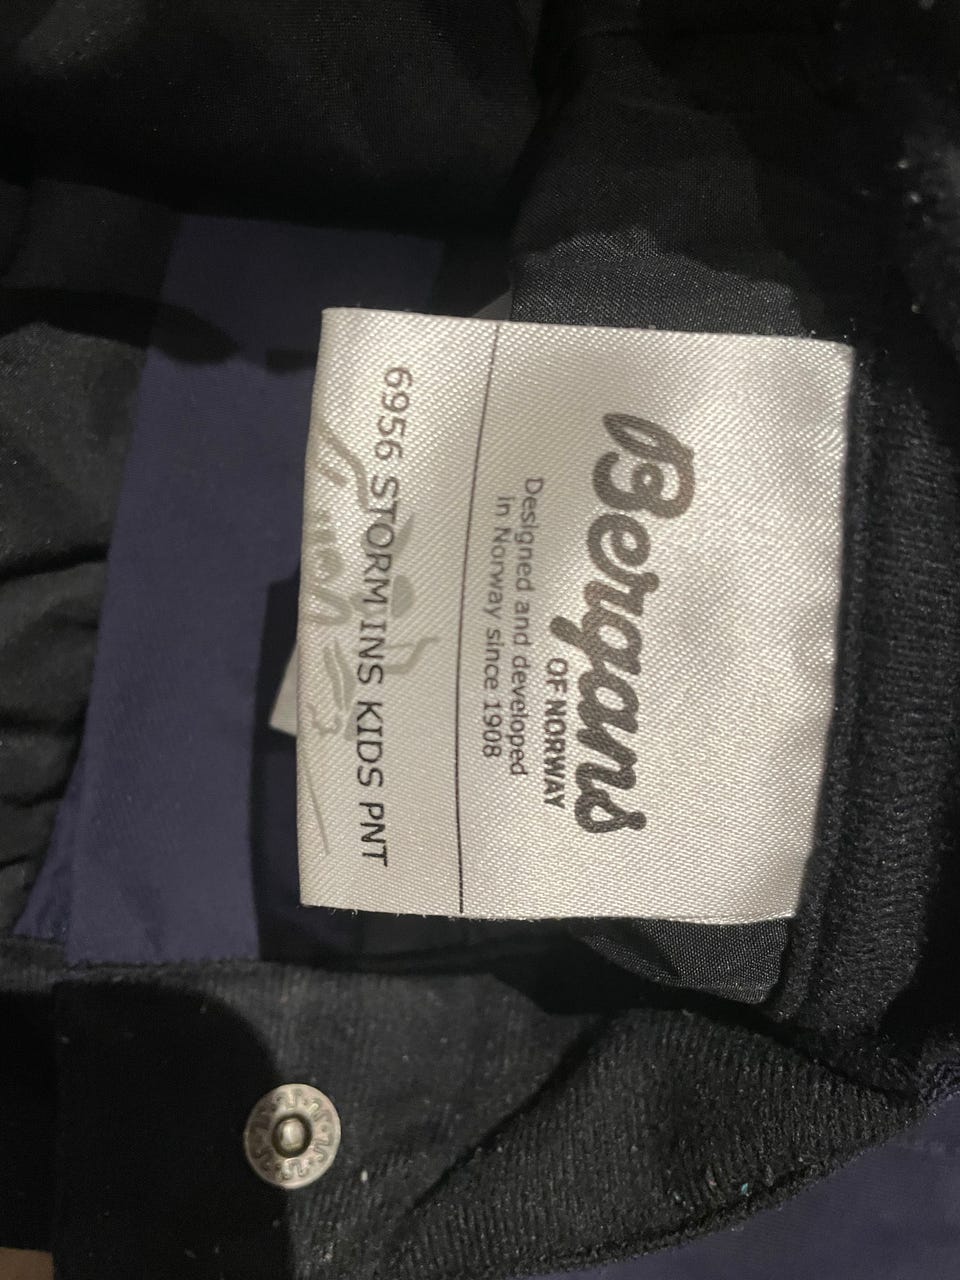 Bergans
OF NORWAY
Designed and developed
in Norway since 1908
6956 STORM INS KIDS PNT